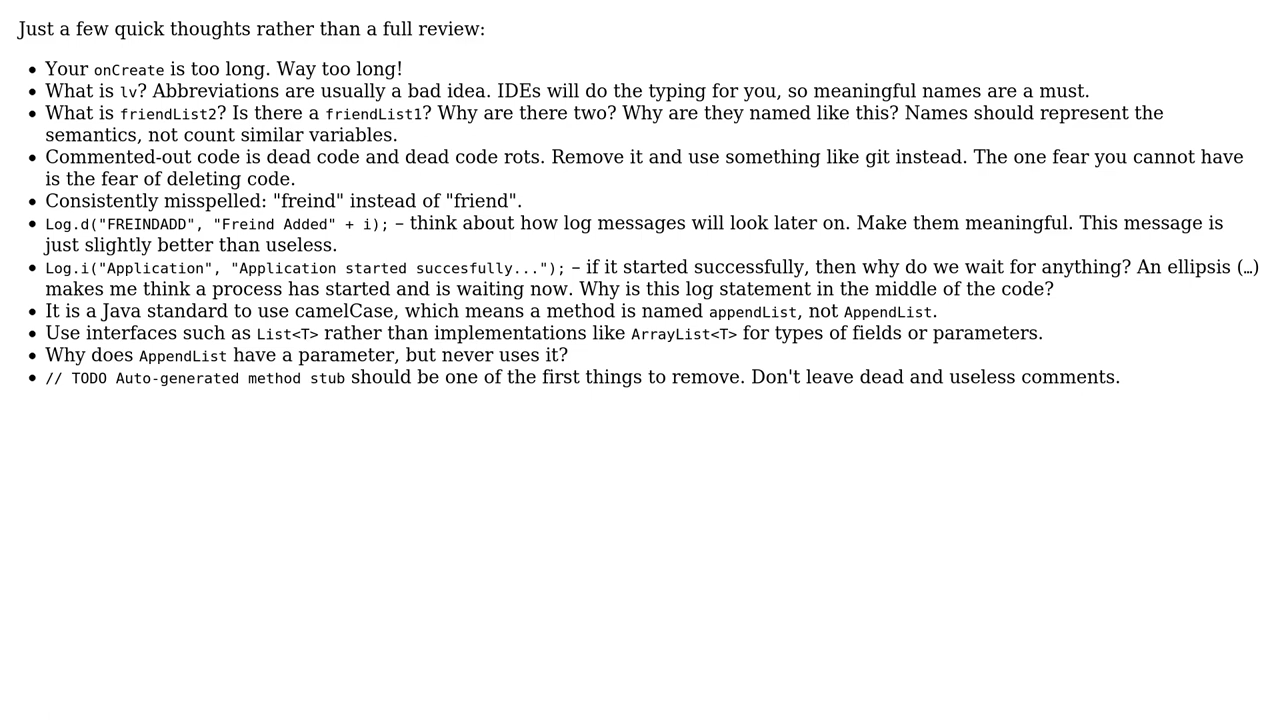 Just a few quick thoughts rather than a full review:
• Your onCreate is too long. Way too long!
• What is lv? Abbreviations are usually a bad idea. IDEs will do the typing for you, so meaningful names are a must.
• What is friendList2? Is there a friendList1? Why are there two? Why are they named like this? Names should represent the
semantics, not count similar variables.
• Commented-out code is dead code and dead code rots. Remove it and use something like git instead. The one fear you cannot have
is the fear of deleting code.
• Consistently misspelled: "freind" instead of "friend".
• Log.d("FREINDADD", "Freind Added" + i); – think about how log messages will look later on. Make them meaningful. This message is
just slightly better than useless.
• Log.i("Application", "Application started succesfully..."); – if it started successfully, then why do we wait for anything? An ellipsis (…)
makes me think a process has started and is waiting now. Why is this log statement in the middle of the code?
• It is a Java standard to use camelCase, which means a method is named appendList, not AppendList.
• Use interfaces such as List<T> rather than implementations like ArrayList<T> for types of fields or parameters.
• Why does AppendList have a parameter, but never uses it?
• // TODO Auto-generated method stub should be one of the first things to remove. Don't leave dead and useless comments.